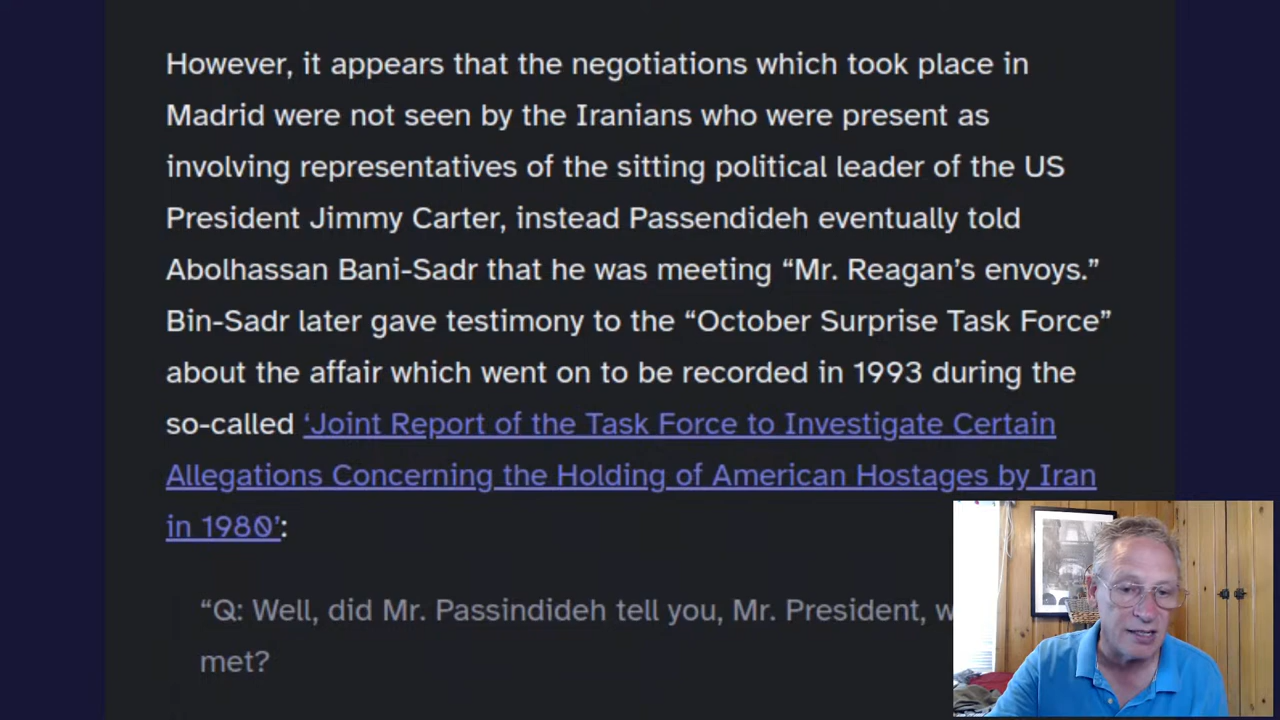 However, it appears that the negotiations which took place in
Madrid were not seen by the Iranians who were present as
involving representatives of the sitting political leader of the US
President Jimmy Carter, instead Passendideh eventually told
Abolhassan Bani-Sadr that he was meeting “Mr. Reagan’s envoys.”
Bin-Sadr later gave testimony to the “October Surprise Task Force”
about the affair which went on to be recorded in 1993 during the
so-called ‘Joint Report of the Task Force to Investigate Certain
Allegations Concerning the Holding of American Hostages by Iran
in 1980’:
“Q: Well, did Mr. Passindideh tell you, Mr. President,
met?